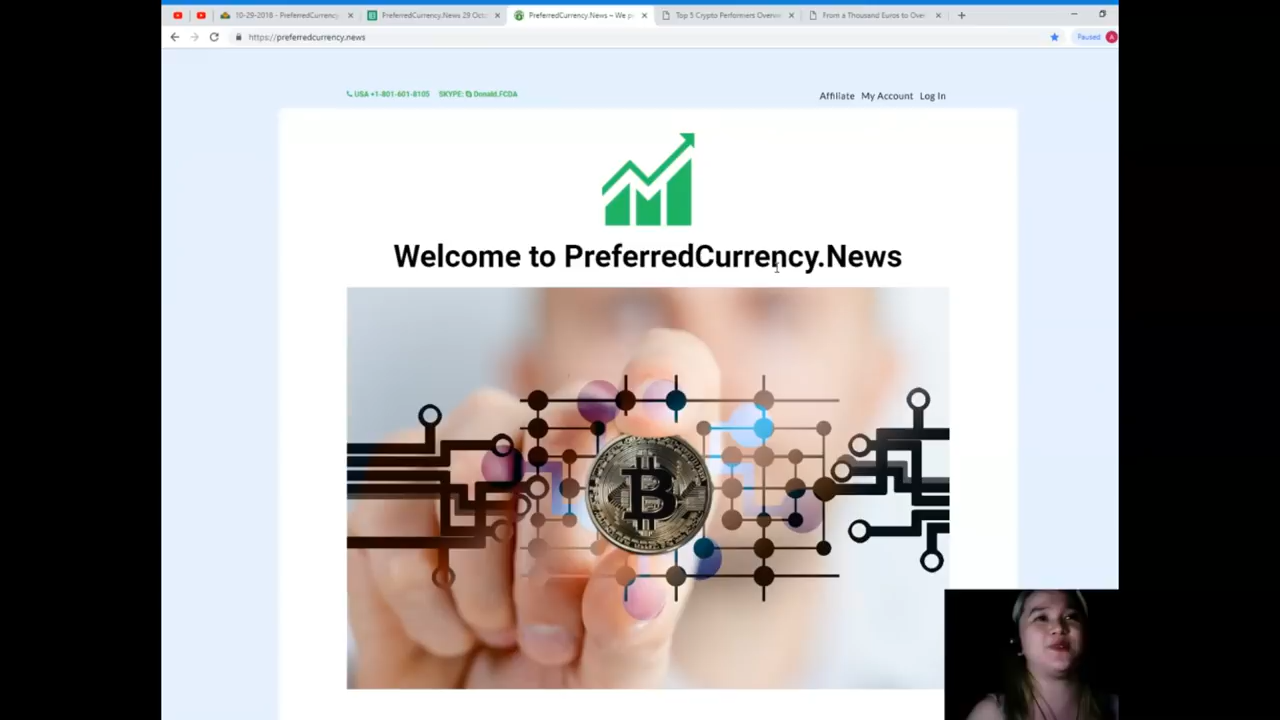 10-29-2018 - PreferredCurrency
PreferredCurrency.News 29 Octo
PreferredCurrency.News – We p
Top 5 Crypto Performers Overvi
From a Thousand Euros to Over
https://preferredcurrency.news
Paused
A
USA +1-801-601-8105 SKYPE: Donald.FCDA
Affiliate My Account Log In
Welcome to PreferredCurrency.News
B